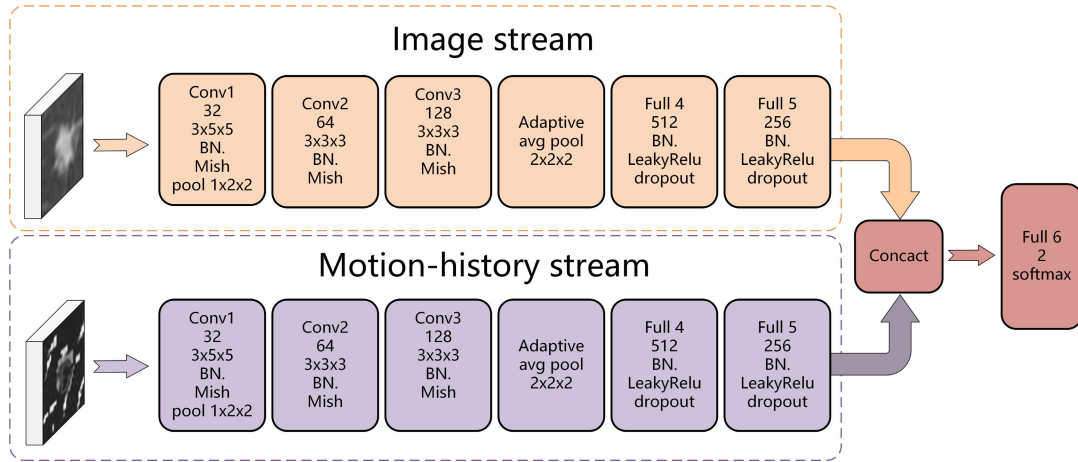 Image stream
Conv1
32
3x5x5
BN.
Mish
pool 1x2x2
Conv2
64
3x3x3
BN.
Mish
Conv3
128
3x3x3
BN.
Mish
Adaptive
avg pool
2x2x2
Full 4
512
BN.
LeakyRelu
dropout
Full 5
256
BN.
LeakyRelu
dropout
Motion-history stream
Conv1
32
3x5x5
BN.
Mish
pool 1x2x2
Conv2
64
3x3x3
BN.
Mish
Conv3
128
3x3x3
BN.
Mish
Adaptive
avg pool
2x2x2
Full 4
512
BN.
LeakyRelu
dropout
Full 5
256
BN.
LeakyRelu
dropout
Concact
Full 6
2
softmax